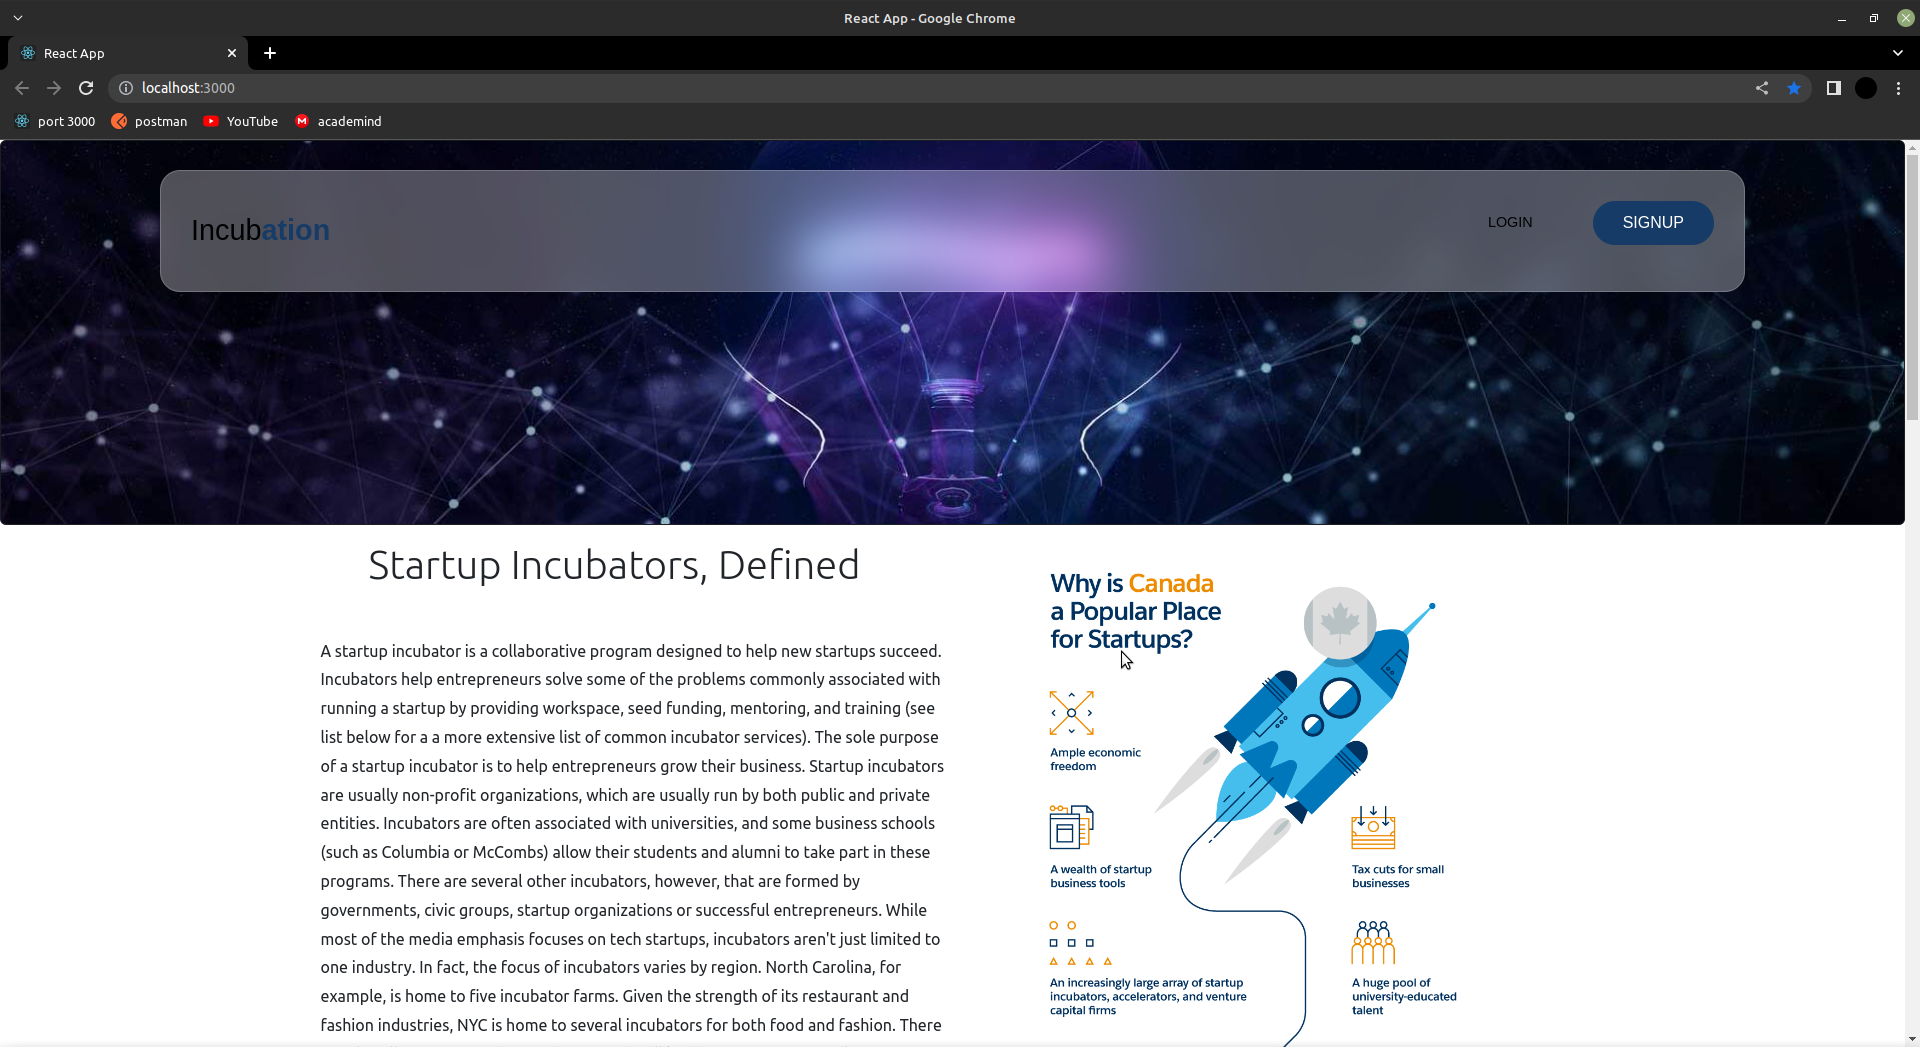 React App - Google Chrome
React App
localhost:3000
port 3000 postman YouTube academind
Incubation
LOGIN
SIGNUP
Startup Incubators, Defined
A startup incubator is a collaborative program designed to help new startups succeed.
Incubators help entrepreneurs solve some of the problems commonly associated with
running a startup by providing workspace, seed funding, mentoring, and training (see
list below for a a more extensive list of common incubator services). The sole purpose
of a startup incubator is to help entrepreneurs grow their business. Startup incubators
are usually non-profit organizations, which are usually run by both public and private
entities. Incubators are often associated with universities, and some business schools
(such as Columbia or McCombs) allow their students and alumni to take part in these
programs. There are several other incubators, however, that are formed by
governments, civic groups, startup organizations or successful entrepreneurs. While
most of the media emphasis focuses on tech startups, incubators aren't just limited to
one industry. In fact, the focus of incubators varies by region. North Carolina, for
example, is home to five incubator farms. Given the strength of its restaurant and
fashion industries, NYC is home to several incubators for both food and fashion. There
Why is Canada
a Popular Place
for Startups?
Ample economic
freedom
A wealth of startup
business tools
Tax cuts for small
businesses
An increasingly large array of startup
incubators, accelerators, and venture
capital firms
A huge pool of
university-educated
talent